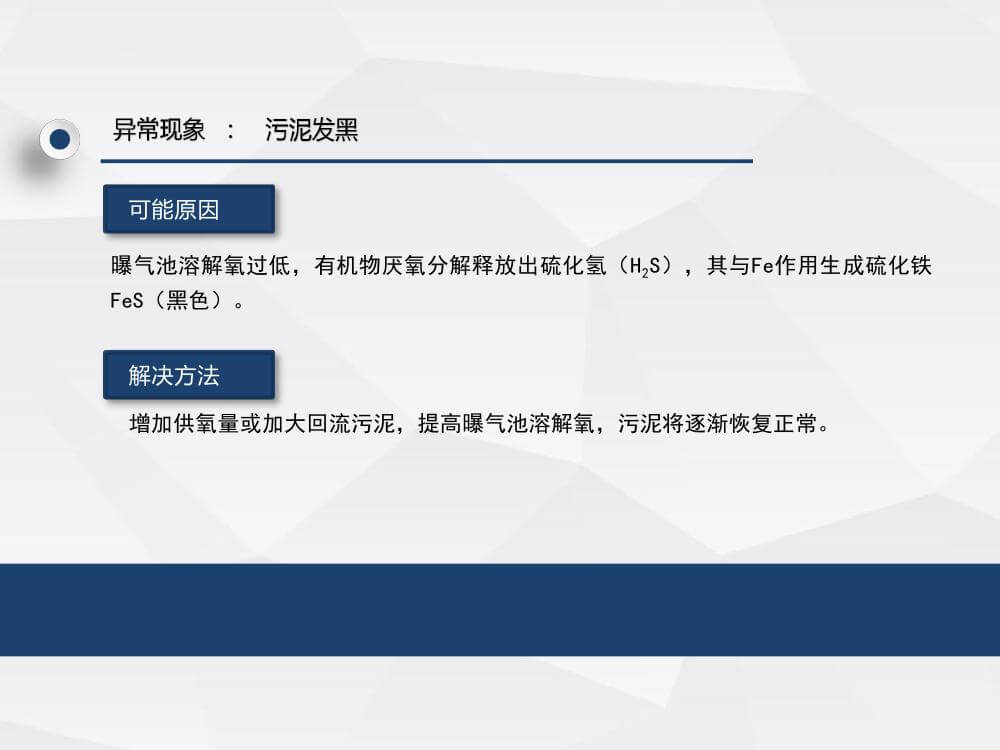 异常现象 : 污泥发黑
可能原因
曝气池溶解氧过低，有机物厌氧分解释放出硫化氢（H₂S），其与Fe作用生成硫化铁
FeS（黑色）。
解决方法
增加供氧量或加大回流污泥，提高曝气池溶解氧，污泥将逐渐恢复正常。